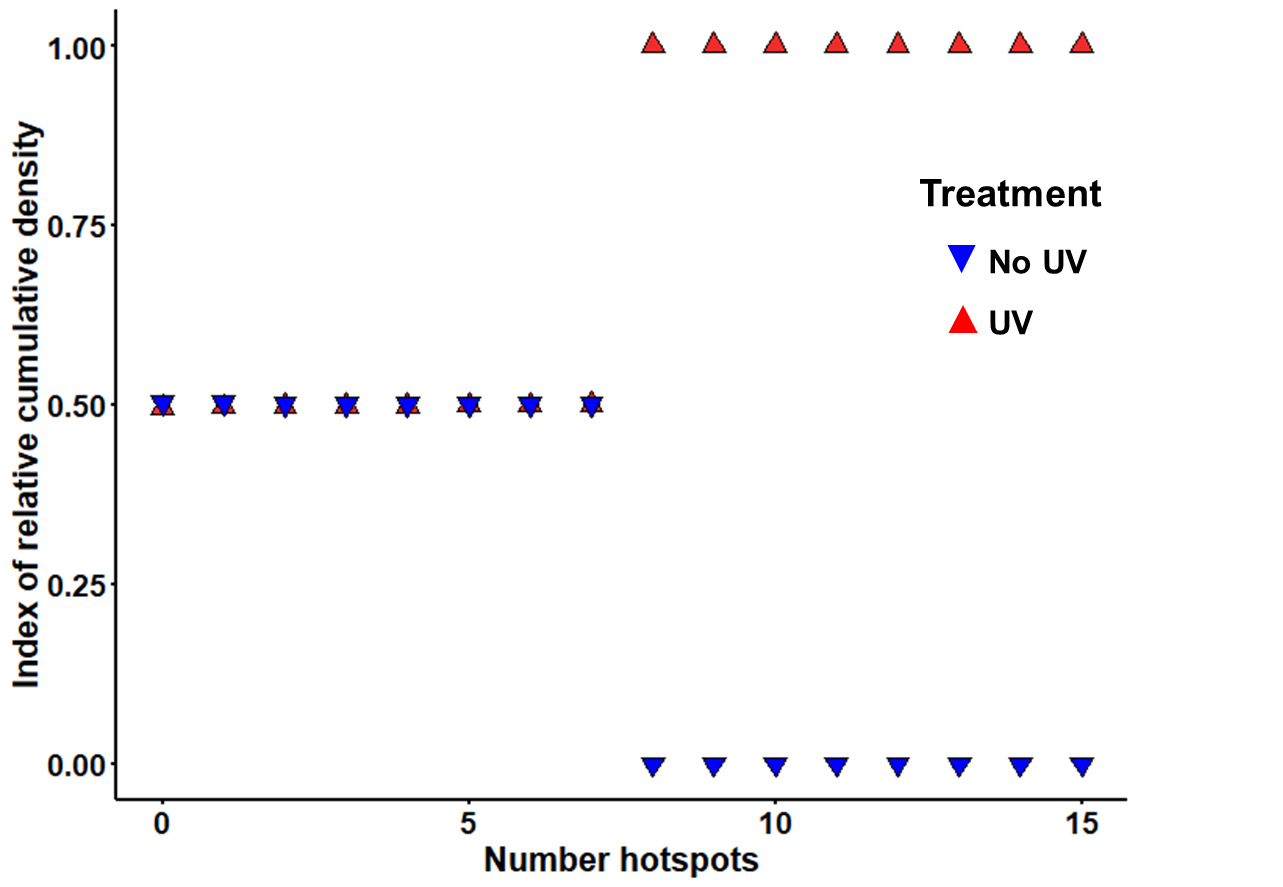 Index of relative cumulative density
1.00
0.75
0.50
0.25
0.00
Treatment
No UV
UV
0 5 10 15
Number hotspots